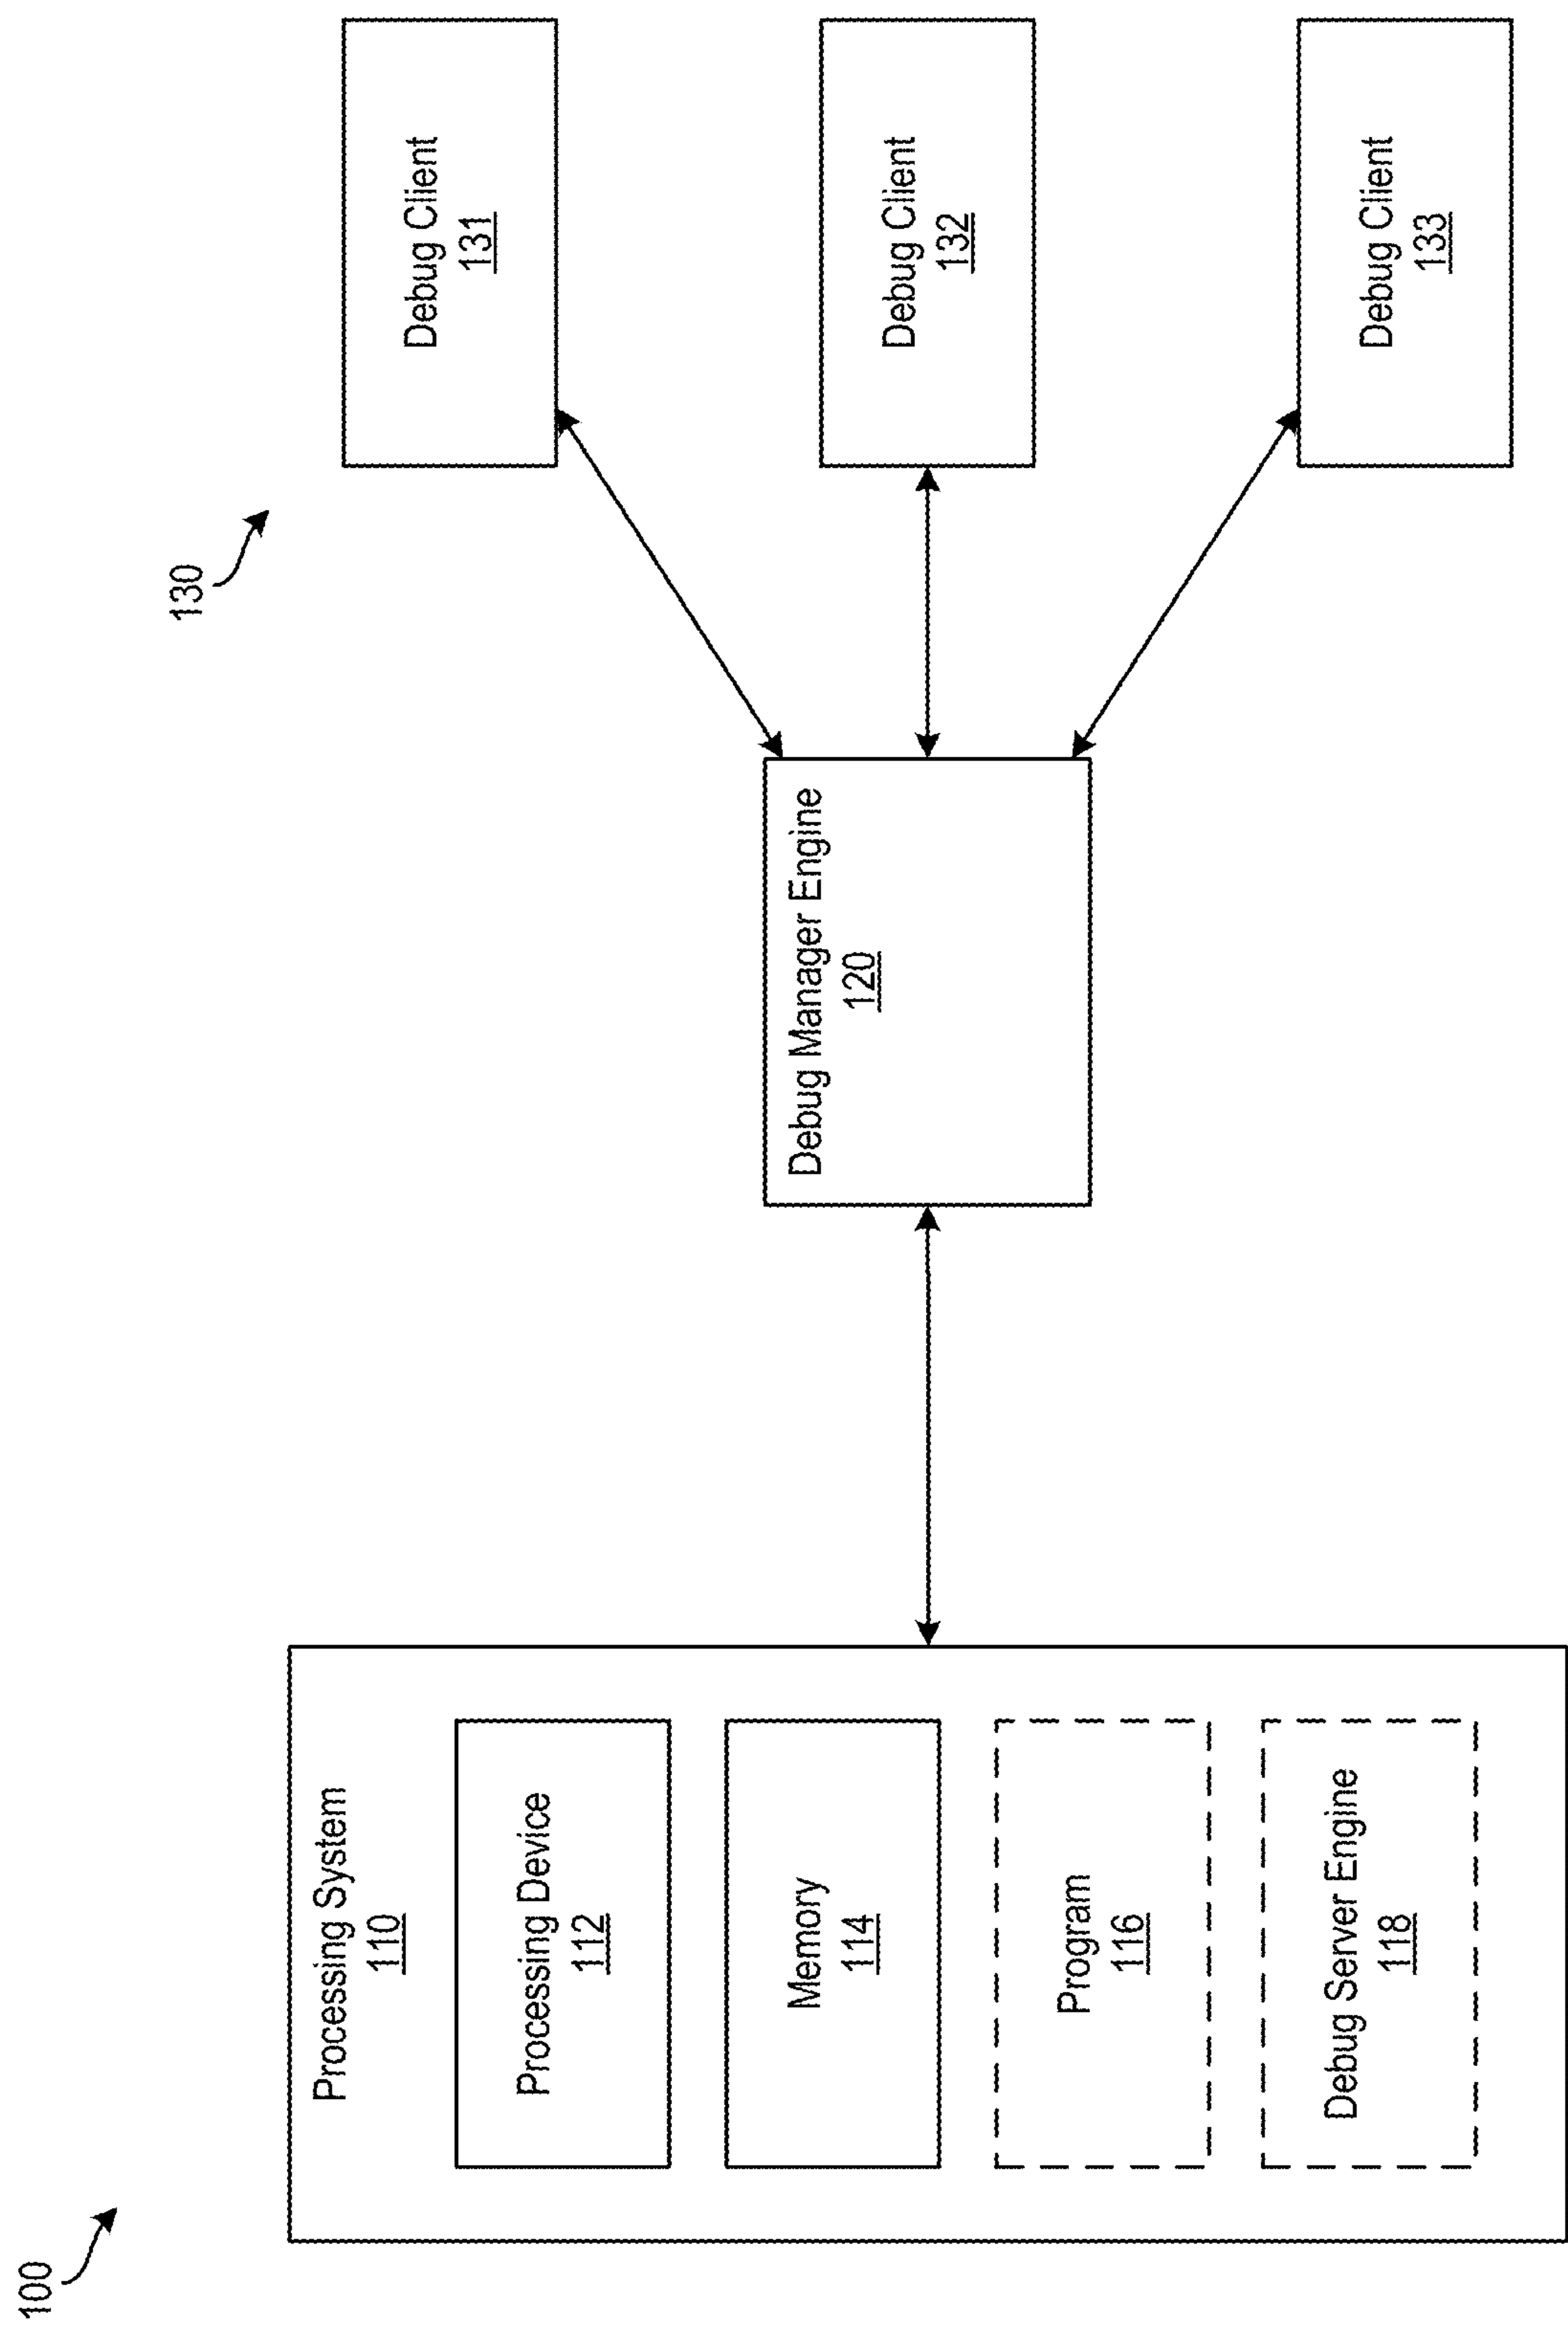 100
Processing System
110
Processing Device
112
Memory
114
Program
116
Debug Server Engine
118
Debug Manager Engine
120
130
Debug Client
131
Debug Client
132
Debug Client
133